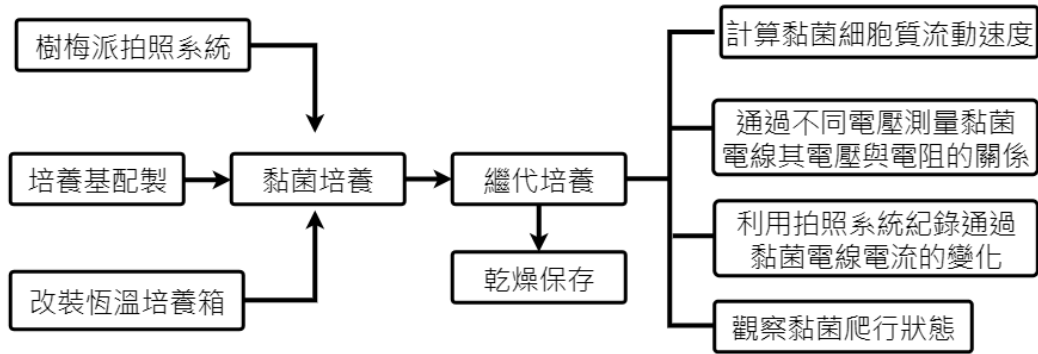 樹梅派拍照系統
培養基配製
改裝恆溫培養箱
黏菌培養
繼代培養
乾燥保存
計算黏菌細胞質流動速度
通過不同電壓測量黏菌
電線其電壓與電阻的關係
利用拍照系統紀錄通過
黏菌電線電流的變化
觀察黏菌爬行狀態